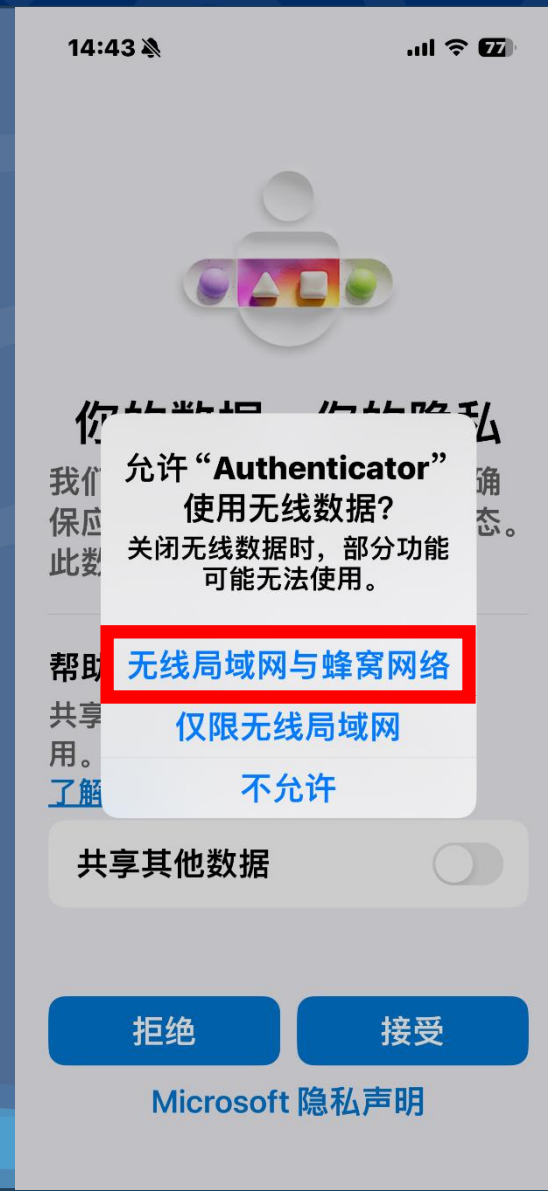 14:43
77
你的数据，你的隐私
我们 确
保应 态。
此数
允许“Authenticator”
使用无线数据？
关闭无线数据时，部分功能
可能无法使用。
无线局域网与蜂窝网络
仅限无线局域网
不允许
帮助
共享
用。
了解
共享其他数据
拒绝
接受
Microsoft 隐私声明